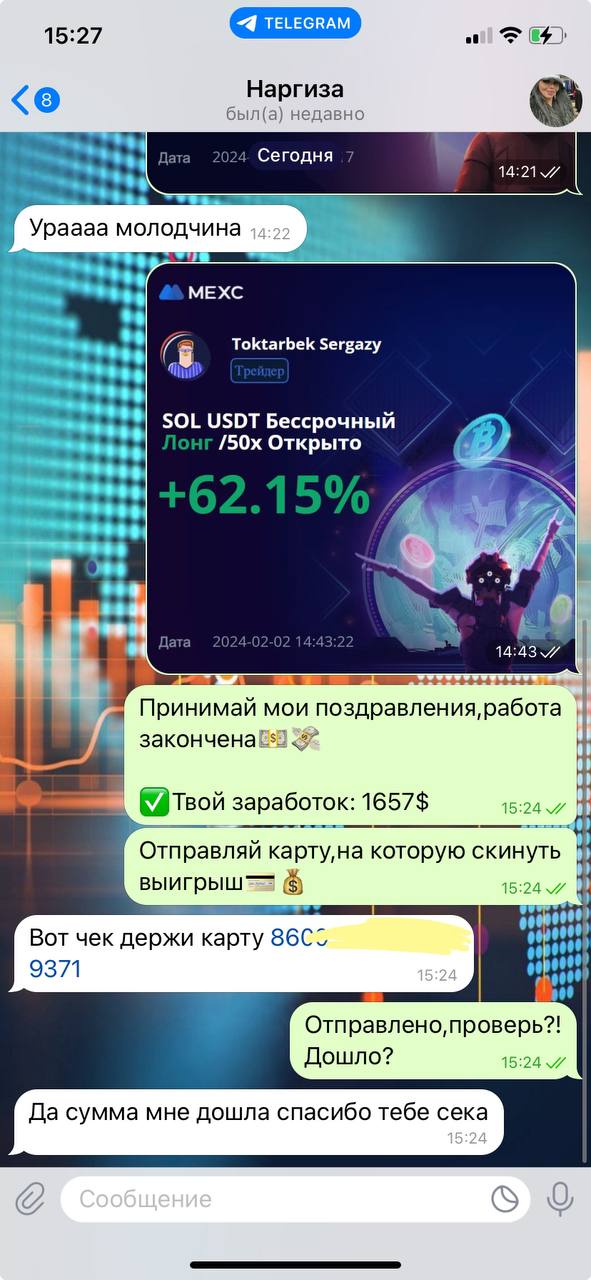 15:27
TELEGRAM
8
Наргиза
был(а) недавно
Дата 2024- Сегодня 7
14:21
Ураааа молодчина 14:22
MEXC
Toktarbek Sergazy
Трейдер
SOL USDT Бессрочный
Лонг /50x Открыто
+62.15%
Дата 2024-02-02 14:43:22
14:43
Принимай мои поздравления,работа
закончена💵💸
✅Твой заработок: 1657$
15:24
Отправляй карту,на которую скинуть
выигрыш💳💰
15:24
Вот чек держи карту 860
9371
15:24
Отправлено,проверь?!
Дошло?
15:24
Да сумма мне дошла спасибо тебе сека
15:24
Сообщение